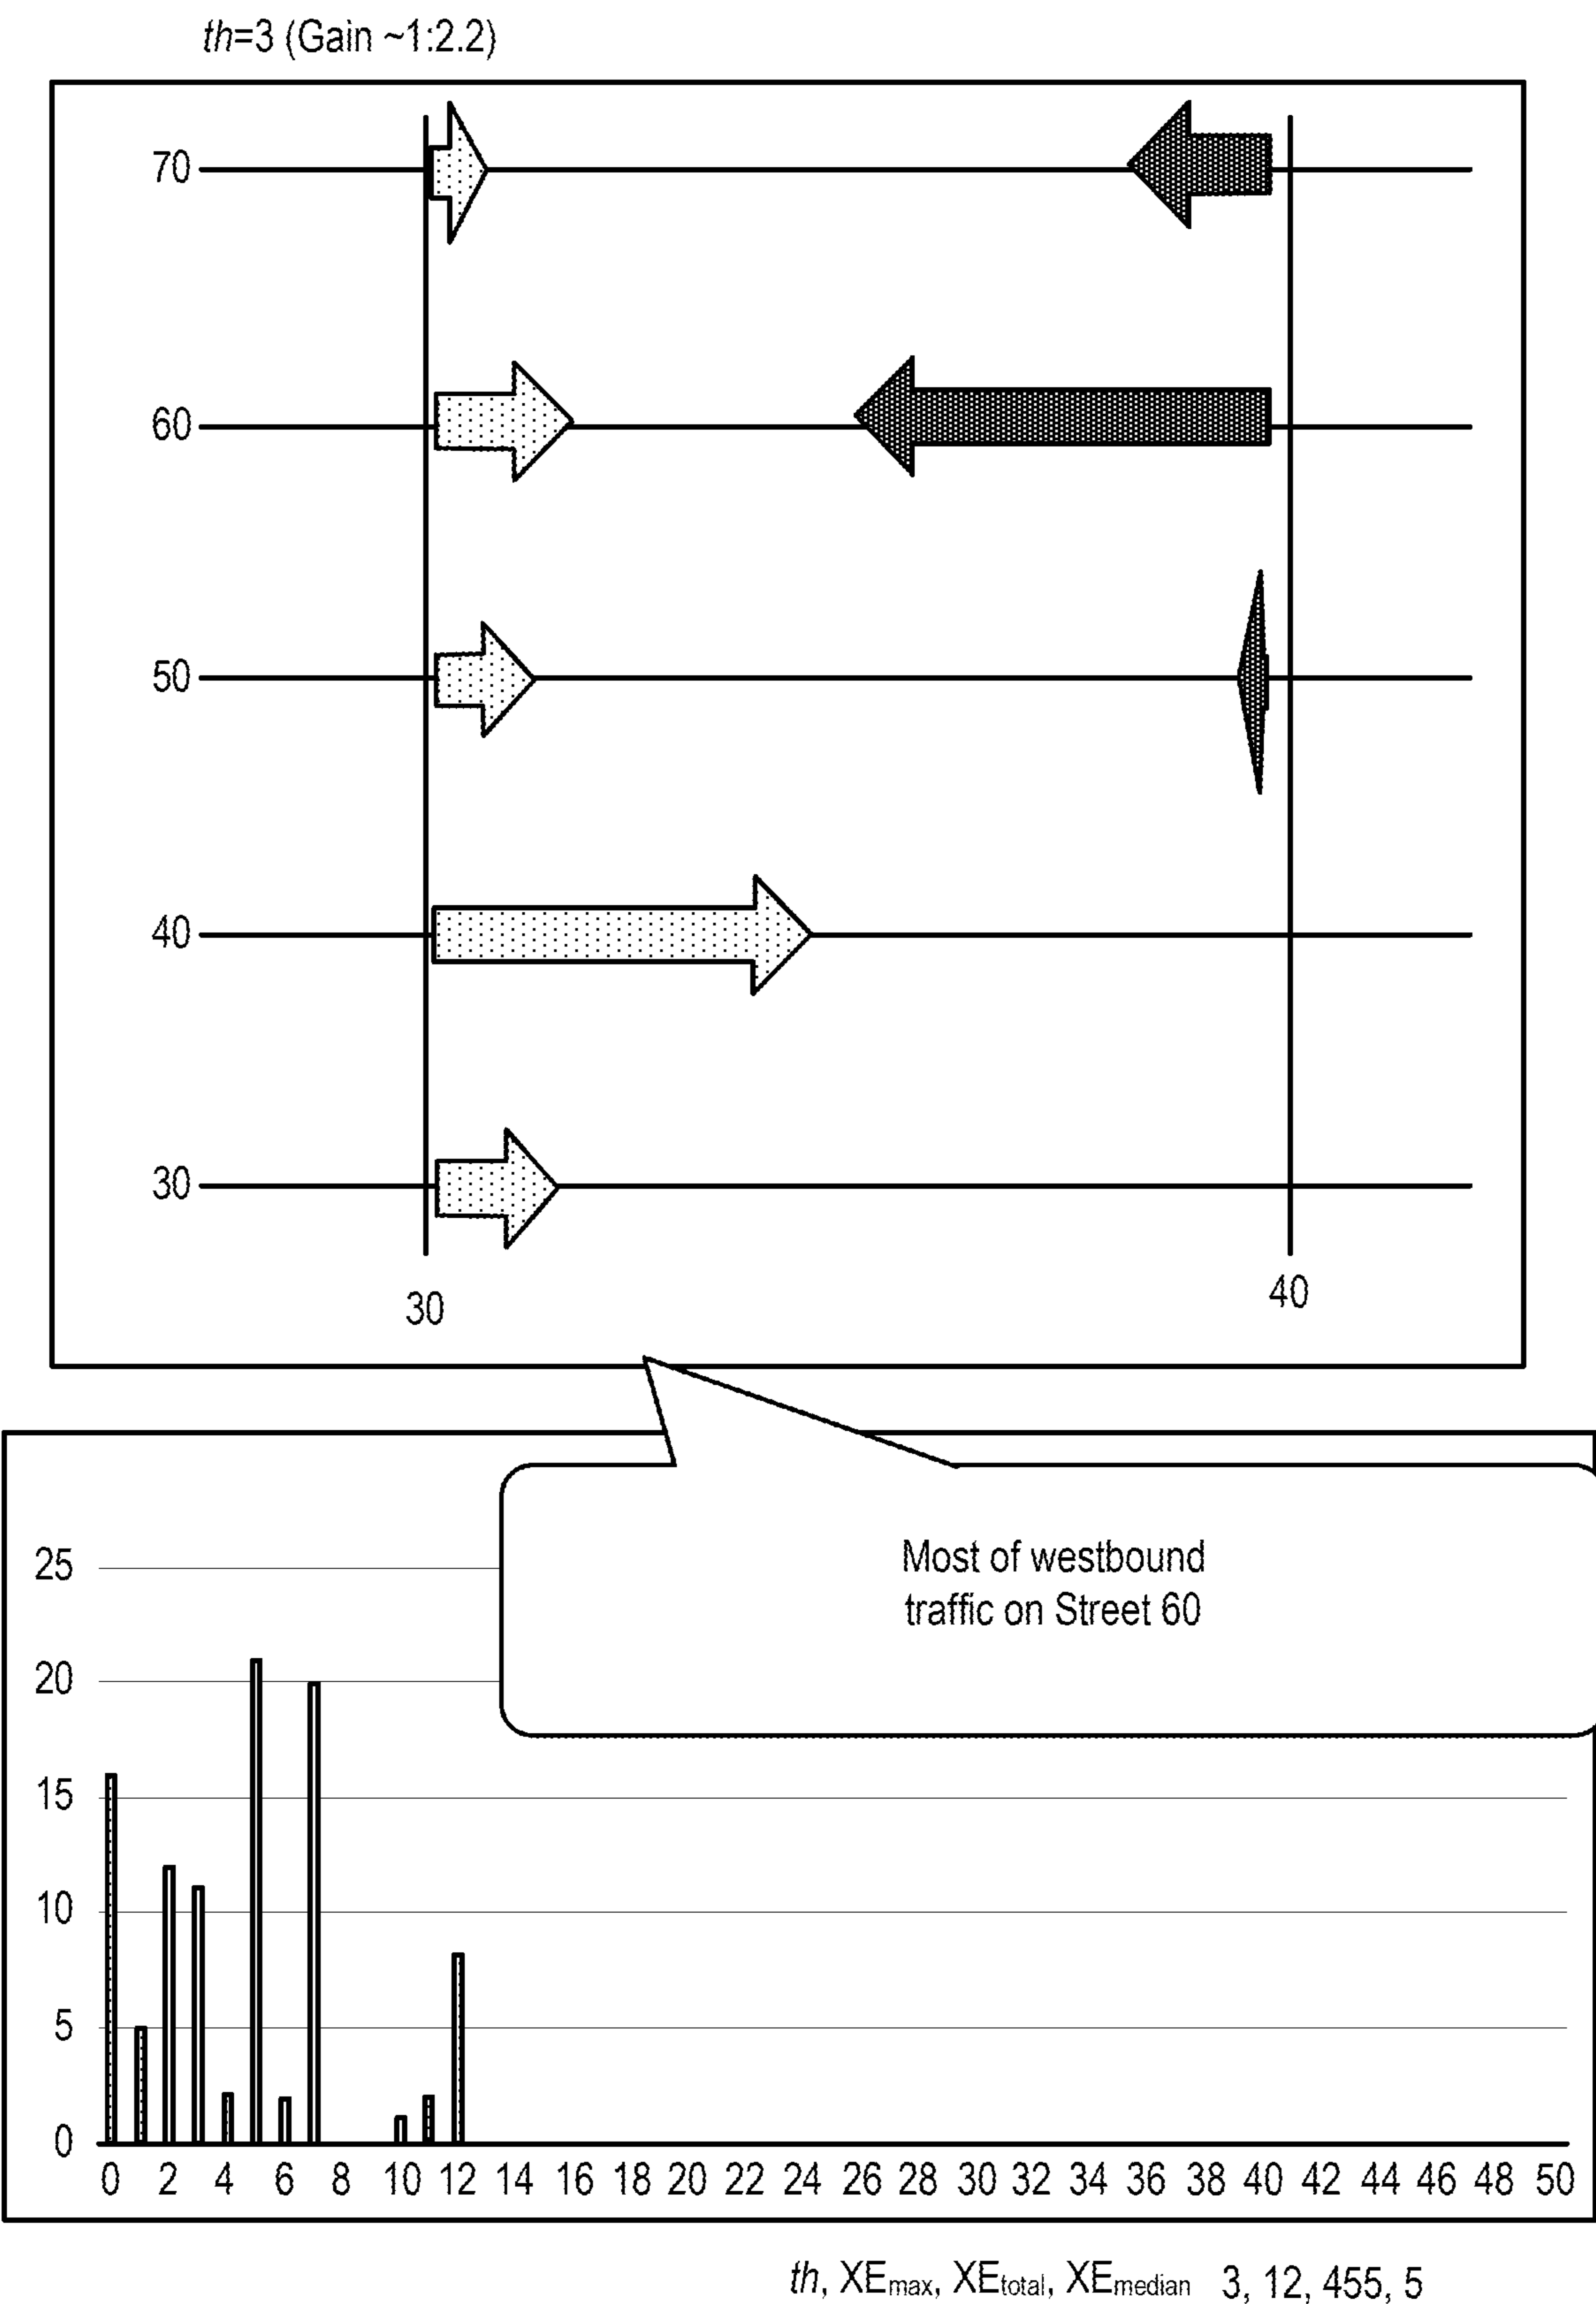 th=3 (Gain ~1:2.2)
70
60
50
40
30
30
40
Most of westbound
traffic on Street 60
25
20
15
10
5
0
0 2 4 6 8 10 12 14 16 18 20 22 24 26 28 30 32 34 36 38 40 42 44 46 48 50
th, XEmax, XEtotal, XEmedian 3, 12, 455, 5